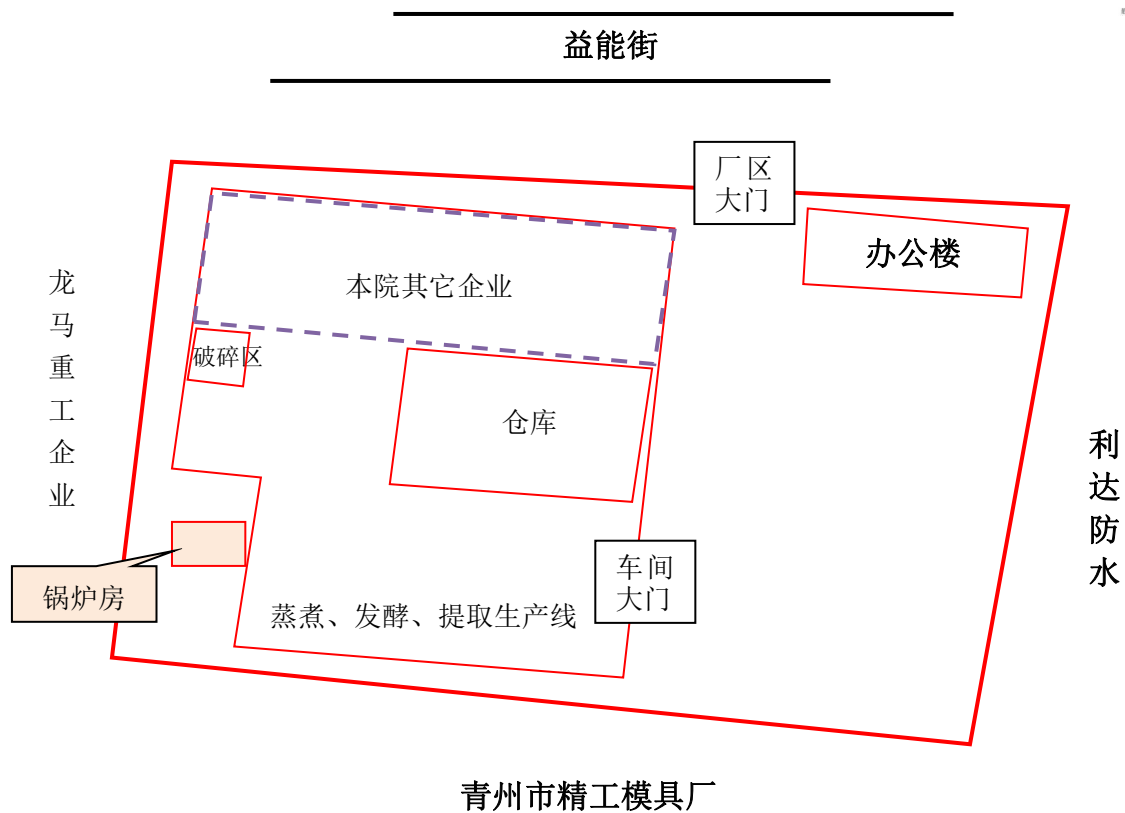 益能街
厂区
大门
办公楼
本院其它企业
龙马重工企业
破碎区
仓库
利达防水
车间
大门
锅炉房
蒸煮、发酵、提取生产线
青州市精工模具厂